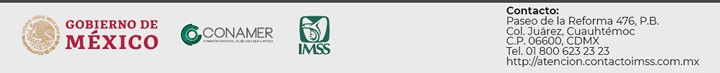 GOBIERNO DE
MÉXICO
CONAMER
IMSS
Contacto:
Paseo de la Reforma 476, P.B.
Col. Juárez, Cuauhtémoc
C.P. 06600, CDMX
Tel. 01 800 623 23 23
http://atencion.contactoimss.com.mx